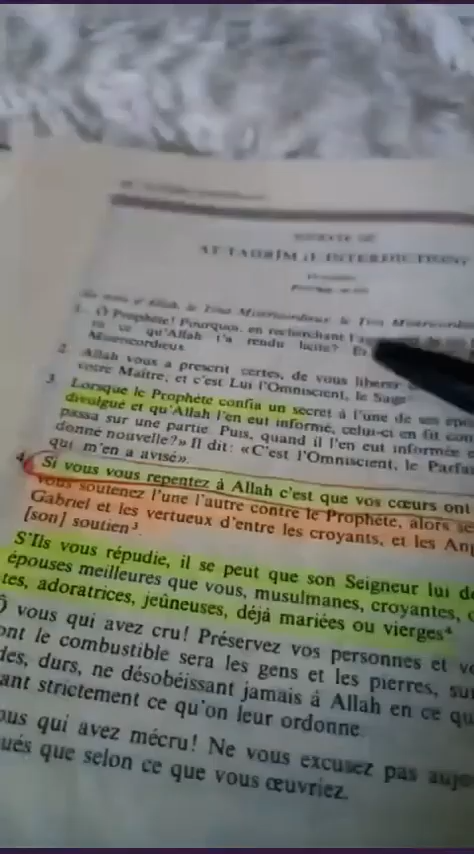 AT-TAHRIM (L'INTERDICTION)
1. Ô Prophète! Pourquoi, en recherchant
ce qu'Allah t'a rendu licite? Et
Miséricordieux.
2. Allah vous a prescrit certes, de vous libérer
votre Maître, et c'est Lui l'Omniscient, le Sage
3. Lorsque le Prophète confia un secret à l'une de ses
divulgué et qu'Allah l'en eut informé, celui-ci en fit
passa sur une partie. Puis, quand il l'en eut informée
donné nouvelle?» Il dit: «C'est l'Omniscient, le
qui m'en a avisé».
4. Si vous vous repentez à Allah c'est que vos cœurs ont
vous soutenez l'une l'autre contre le Prophète, alors
Gabriel et les vertueux d'entre les croyants, et les
[son] soutien³
S'Ils vous répudie, il se peut que son Seigneur lui
épouses meilleures que vous, musulmanes, croyantes,
tes, adoratrices, jeûneuses, déjà mariées ou vierges⁴
Ô vous qui avez cru! Préservez vos personnes et
ont le combustible sera les gens et les pierres,
des, durs, ne désobéissant jamais à Allah en ce
ant strictement ce qu'on leur ordonne.
ous qui avez mécru! Ne vous excusez pas
ués que selon ce que vous œuvriez.